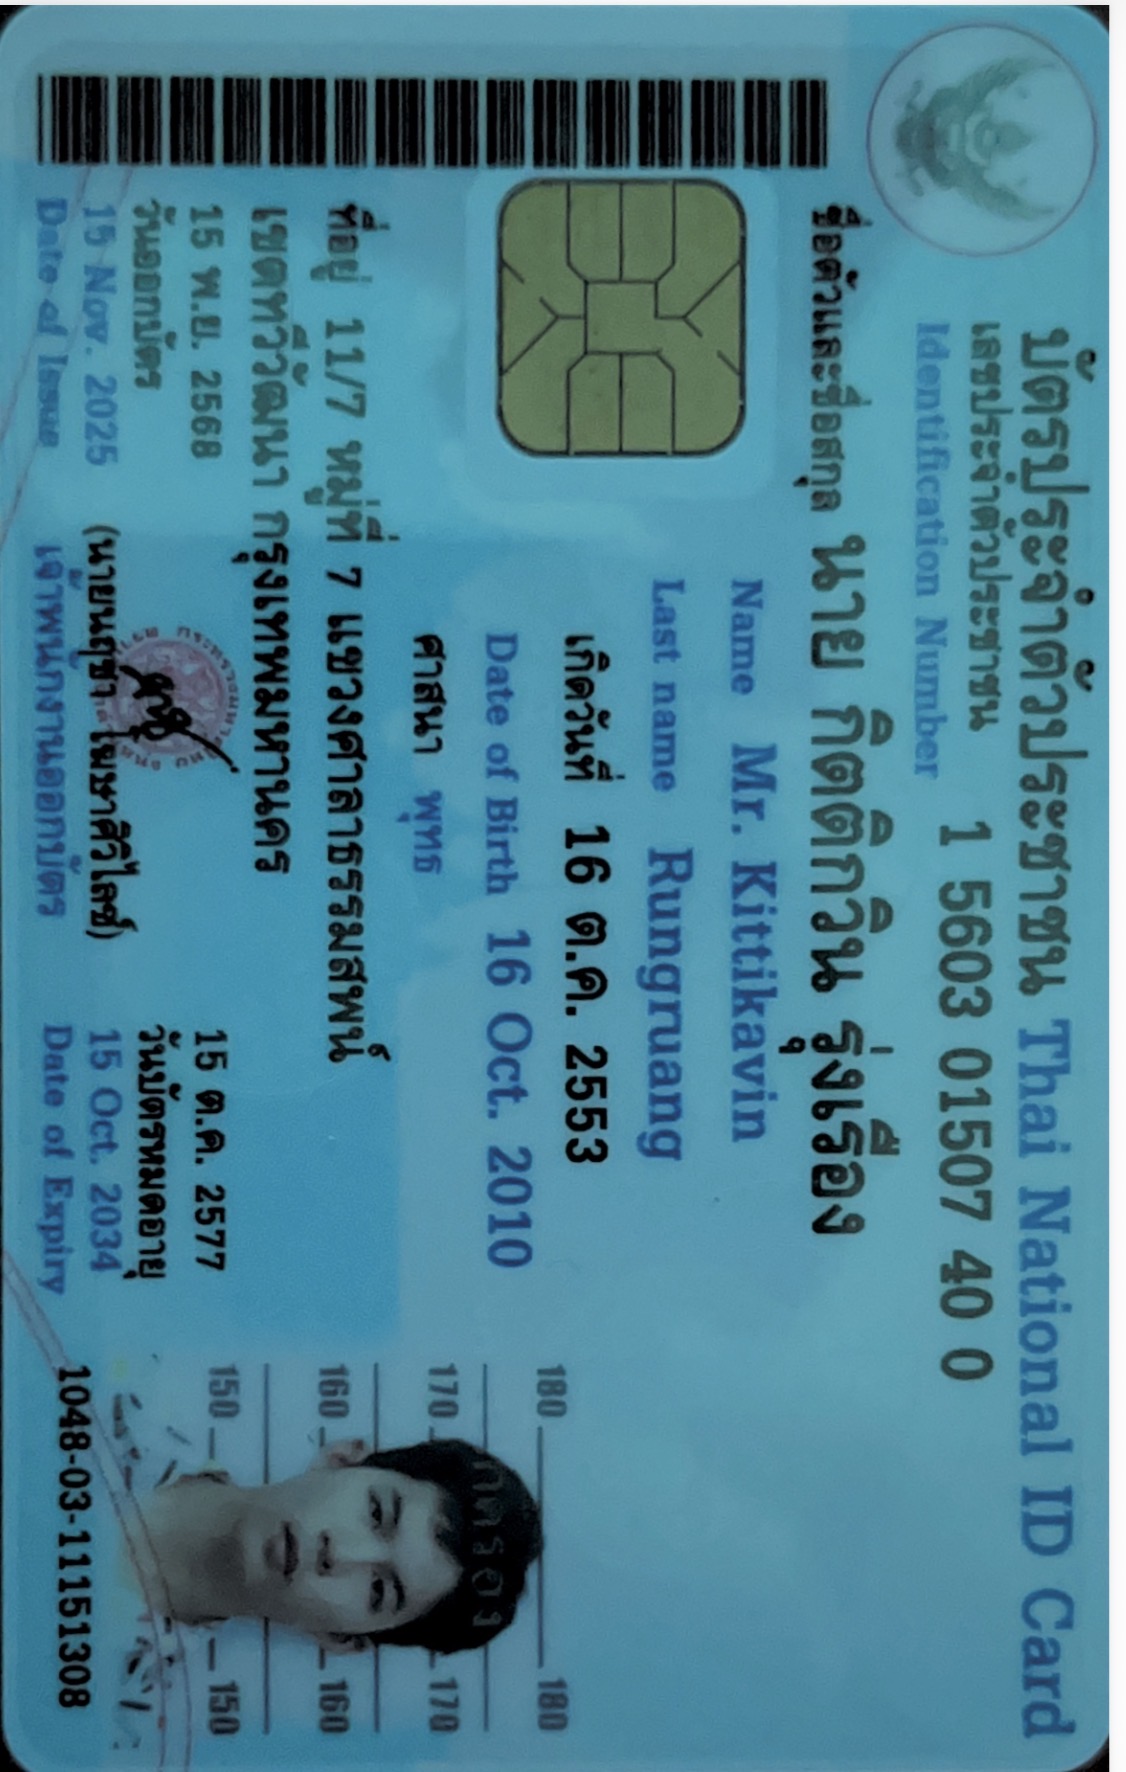 บัตรประจำตัวประชาชน Thai National ID Card
เลขประจำตัวประชาชน 1 5603 01507 40 0
Identification Number
ชื่อตัวและชื่อสกุล นาย กิตติกวิน รุ่งเรือง
Name Mr. Kittikavin
Last name Rungruang
เกิดวันที่ 16 ต.ค. 2553
Date of Birth 16 Oct. 2010
ศาสนา พุทธ
ที่อยู่ 11/7 หมู่ที่ 7 แขวงศาลาธรรมสพน์
เขตทวีวัฒนา กรุงเทพมหานคร
15 พ.ย. 2568
วันออกบัตร
15 Nov. 2025
Date of Issue
(นายนฤชา โฆษาศิวิไลซ์)
เจ้าพนักงานออกบัตร
15 ต.ค. 2577
วันบัตรหมดอายุ
15 Oct. 2034
Date of Expiry
180 180
170 170
160 160
150 150
1048-03-11151308